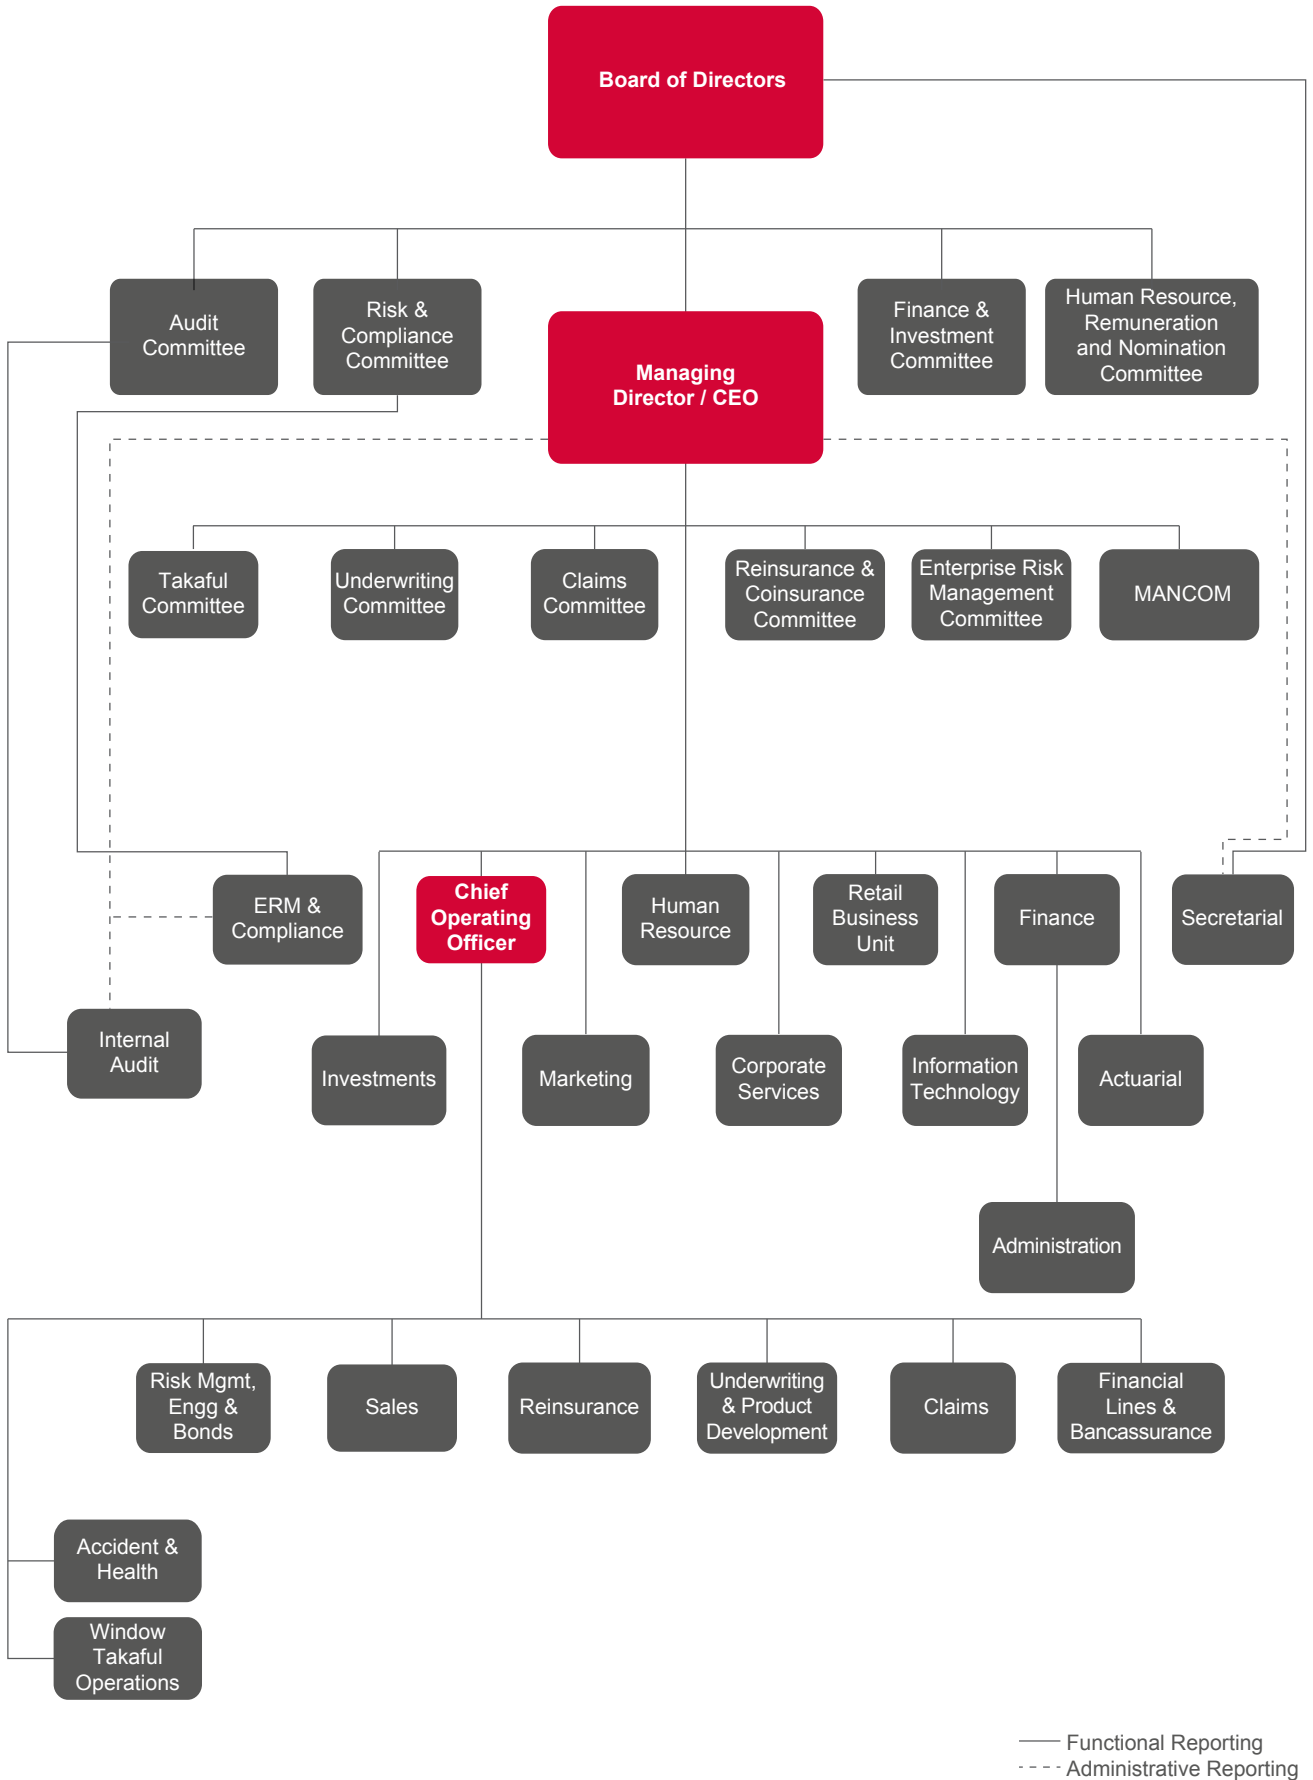 Board of Directors
Audit
Committee
Risk &
Compliance
Committee
Managing
Director / CEO
Finance &
Investment
Committee
Human Resource,
Remuneration
and Nomination
Committee
Takaful
Committee
Underwriting
Committee
Claims
Committee
Reinsurance &
Coinsurance
Committee
Enterprise Risk
Management
Committee
MANCOM
ERM &
Compliance
Chief
Operating
Officer
Human
Resource
Retail
Business
Unit
Finance
Secretarial
Internal
Audit
Investments
Marketing
Corporate
Services
Information
Technology
Actuarial
Administration
Risk Mgmt,
Engg &
Bonds
Sales
Reinsurance
Underwriting
& Product
Development
Claims
Financial
Lines &
Bancassurance
Accident &
Health
Window
Takaful
Operations
Functional Reporting
Administrative Reporting